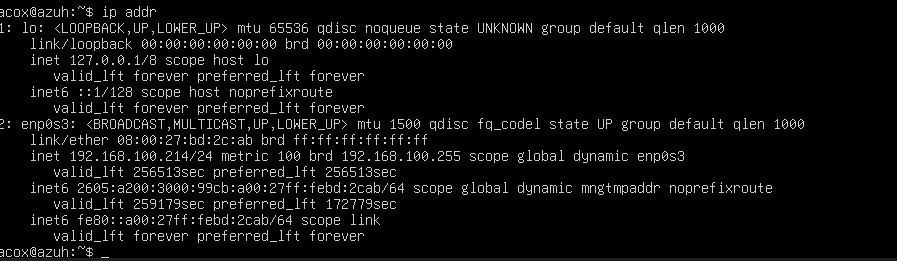 acox@azuh:~$ ip addr
1: lo: <LOOPBACK,UP,LOWER_UP> mtu 65536 qdisc noqueue state UNKNOWN group default qlen 1000
    link/loopback 00:00:00:00:00:00 brd 00:00:00:00:00:00
    inet 127.0.0.1/8 scope host lo
       valid_lft forever preferred_lft forever
    inet6 ::1/128 scope host noprefixroute
       valid_lft forever preferred_lft forever
2: enp0s3: <BROADCAST,MULTICAST,UP,LOWER_UP> mtu 1500 qdisc fq_codel state UP group default qlen 1000
    link/ether 08:00:27:bd:2c:ab brd ff:ff:ff:ff:ff:ff
    inet 192.168.100.214/24 metric 100 brd 192.168.100.255 scope global dynamic enp0s3
       valid_lft 256513sec preferred_lft 256513sec
    inet6 2605:a200:3000:99cb:a00:27ff:febd:2cab/64 scope global dynamic mngtmpaddr noprefixroute
       valid_lft 259179sec preferred_lft 172779sec
    inet6 fe80::a00:27ff:febd:2cab/64 scope link
       valid_lft forever preferred_lft forever
acox@azuh:~$ _